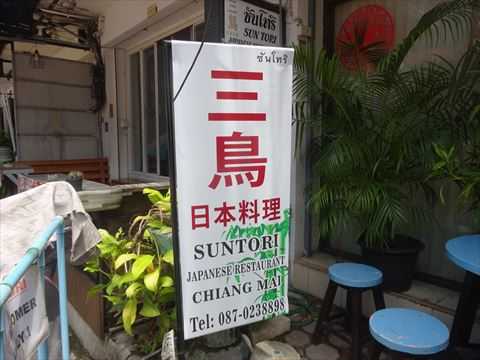 ซันโทริ
SUN TORI
ซันโทริ
三
鳥
日本料理
SUNTORI
JAPANESE RESTAURANT
CHIANG MAI
Tel: 087-0238898
OMER
Y!